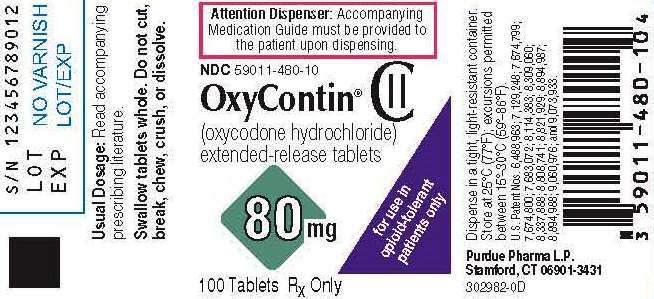 S/N 123456789012
LOT NO VARNISH
EXP LOT/EXP
Usual Dosage: Read accompanying
prescribing literature.
Swallow tablets whole. Do not cut,
break, chew, crush, or dissolve.
Attention Dispenser: Accompanying
Medication Guide must be provided to
the patient upon dispensing.
NDC 59011-480-10
OxyContin® CII
(oxycodone hydrochloride)
extended-release tablets
80 mg
for use in
opioid-tolerant
patients only
100 Tablets Rx Only
Dispense in a tight, light-resistant container.
Store at 25°C (77°F); excursions permitted
between 15°-30°C (59°-86°F).
U.S. Patent Nos. 6,488,963; 7,129,248; 7,674,799;
7,674,800; 7,683,072; 8,114,383; 8,309,060;
8,337,888; 8,808,741; 8,821,929; 8,894,987;
8,894,988; 9,060,976; and 9,073,933.
Purdue Pharma L.P.
Stamford, CT 06901-3431
302982-0D
N 3 59011-480-10 4